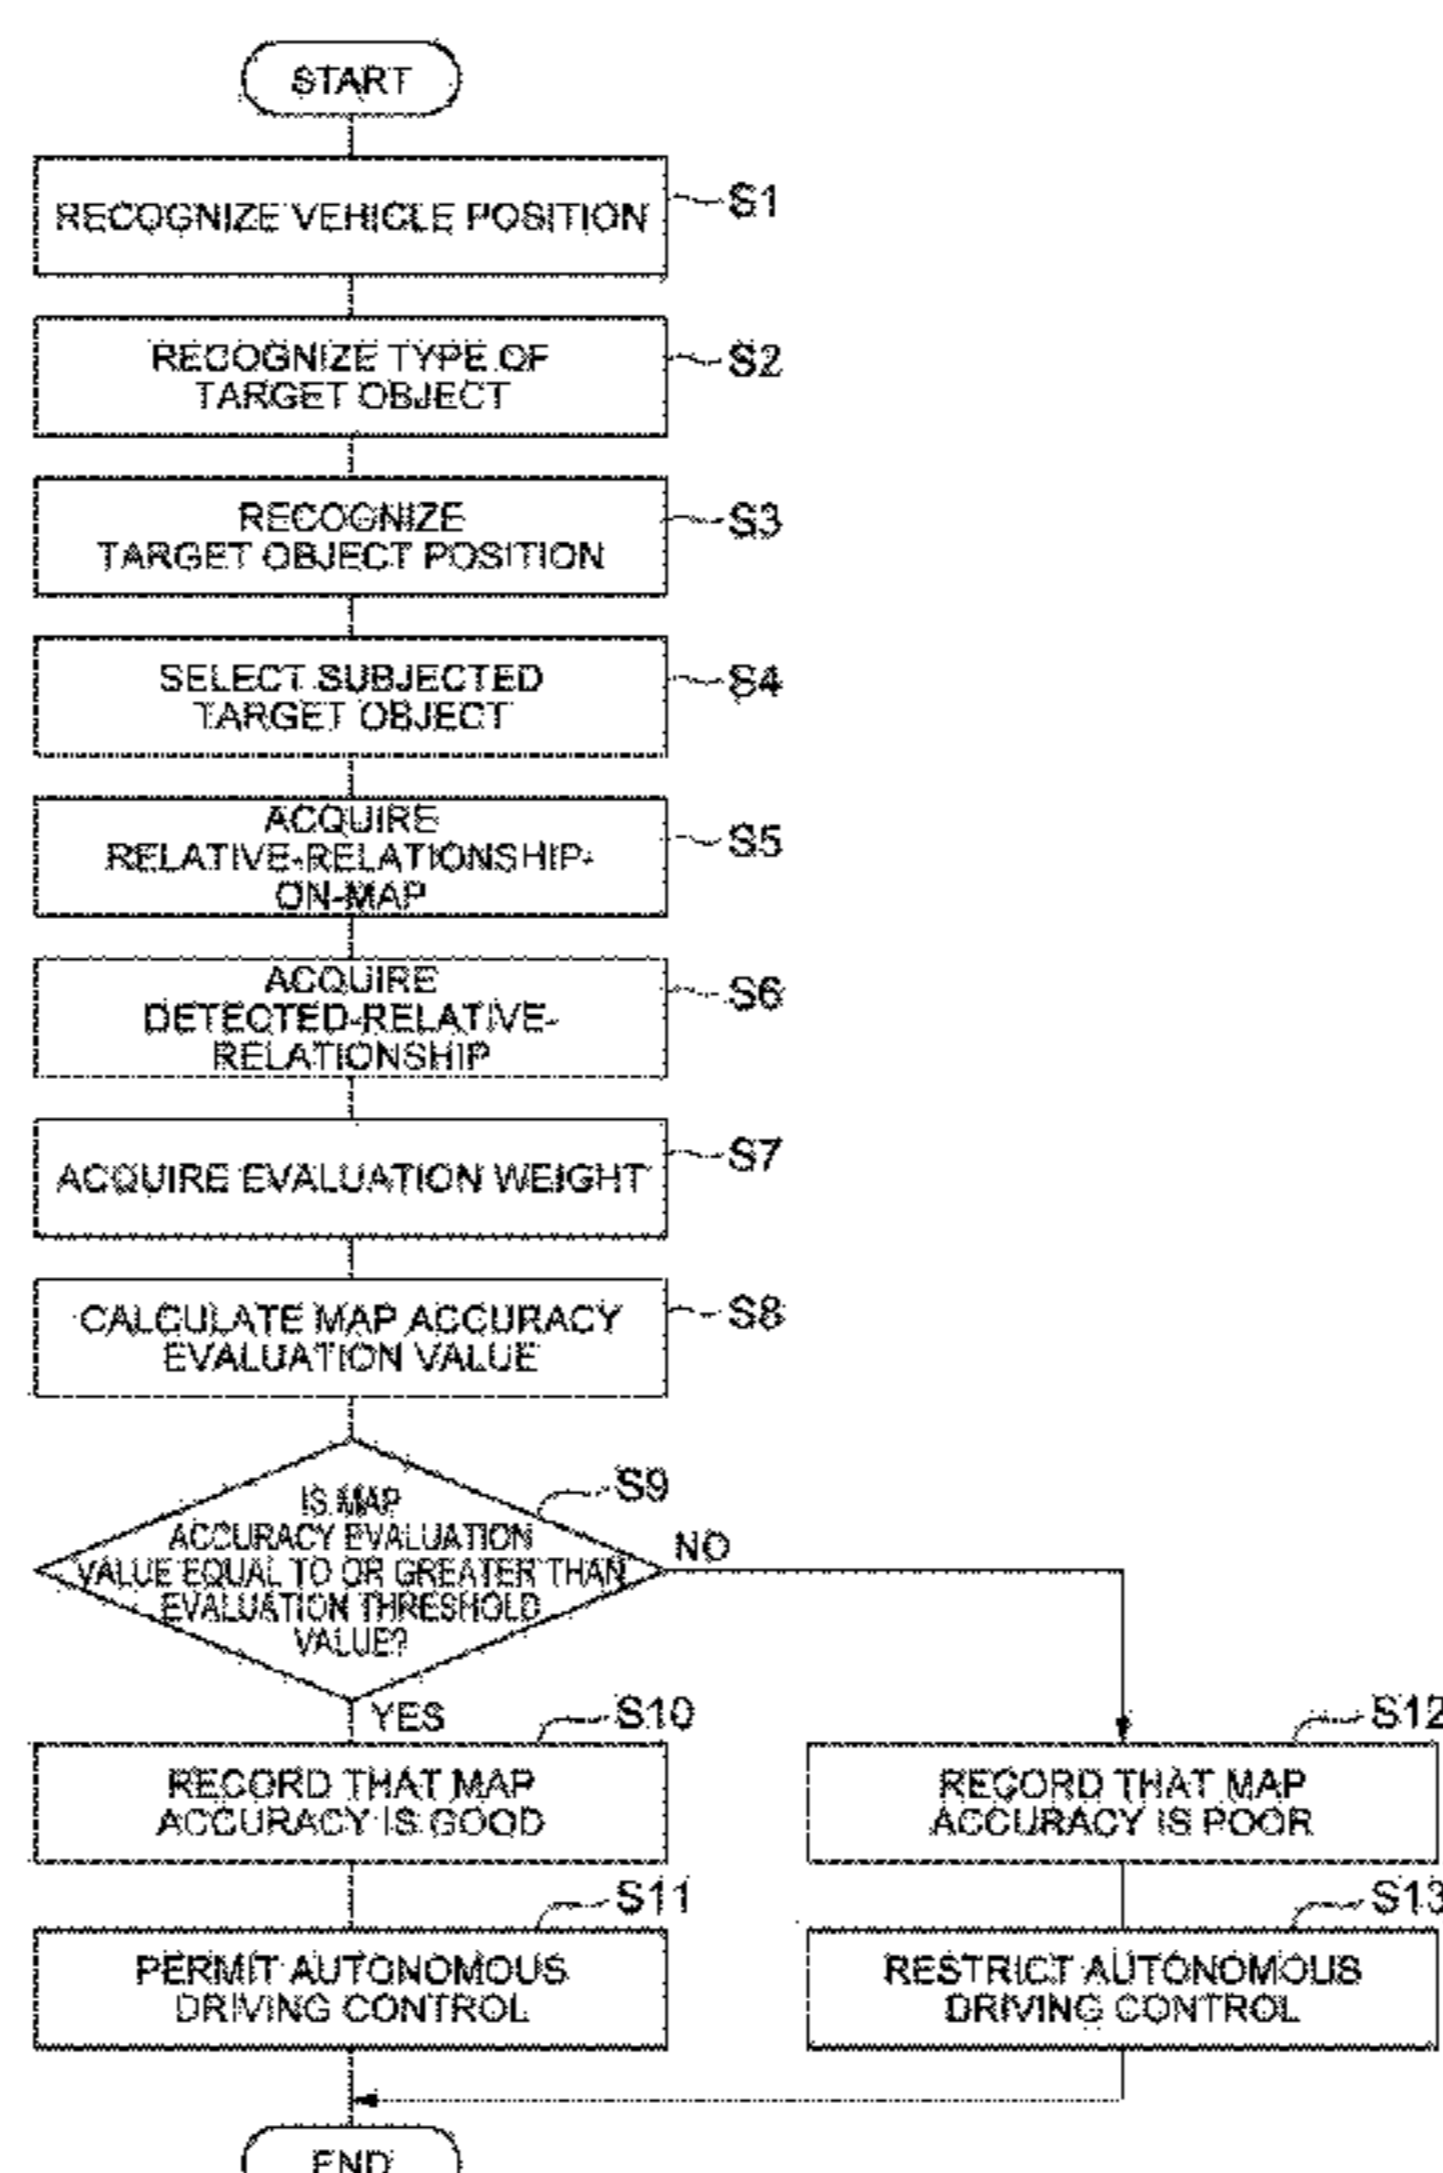 START
RECOGNIZE VEHICLE POSITION
S1
RECOGNIZE TYPE OF
TARGET OBJECT
S2
RECOGNIZE
TARGET OBJECT POSITION
S3
SELECT SUBJECTED
TARGET OBJECT
S4
ACQUIRE
RELATIVE-RELATIONSHIP-
ON-MAP
S5
ACQUIRE
DETECTED-RELATIVE-
RELATIONSHIP
S6
ACQUIRE EVALUATION WEIGHT
S7
CALCULATE MAP ACCURACY
EVALUATION VALUE
S8
IS MAP
ACCURACY EVALUATION
VALUE EQUAL TO OR GREATER THAN
EVALUATION THRESHOLD
VALUE?
S9
NO
YES
S10
RECORD THAT MAP
ACCURACY IS GOOD
S12
RECORD THAT MAP
ACCURACY IS POOR
S11
PERMIT AUTONOMOUS
DRIVING CONTROL
S13
RESTRICT AUTONOMOUS
DRIVING CONTROL
END